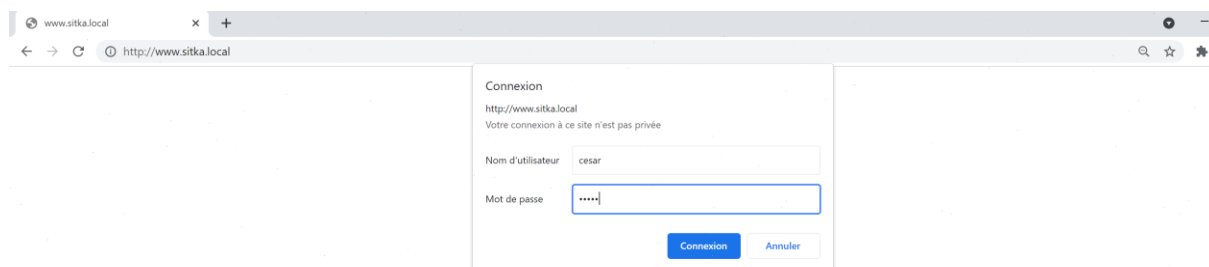 www.sitka.local
http://www.sitka.local
Connexion
http://www.sitka.local
Votre connexion à ce site n'est pas privée
Nom d'utilisateur cesar
Mot de passe •••••
Connexion Annuler